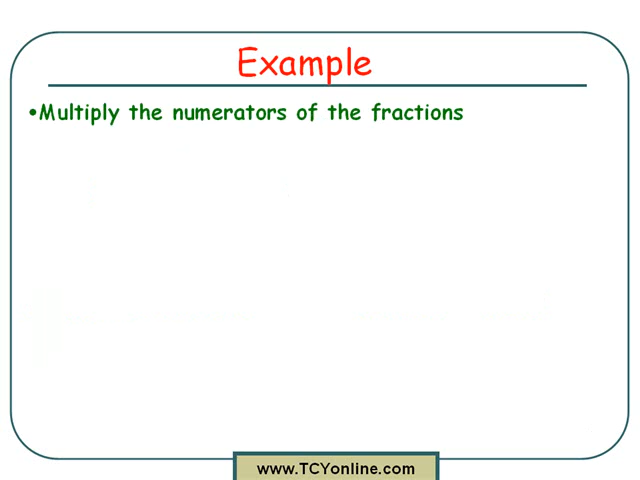 Example
•Multiply the numerators of the fractions
www.TCYonline.com